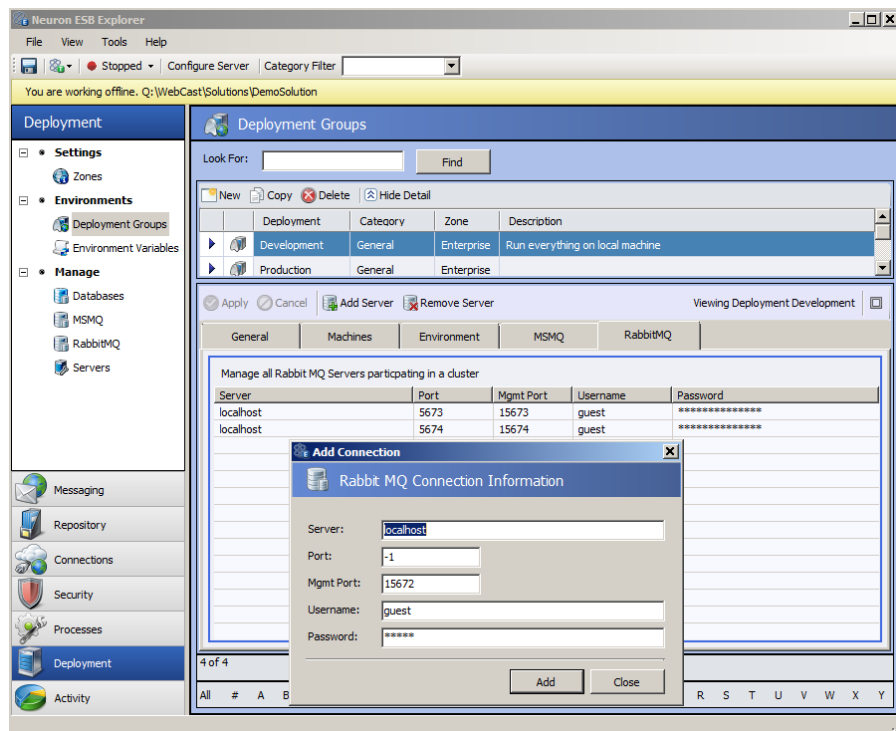 Neuron ESB Explorer
File View Tools Help
Stopped Configure Server Category Filter
You are working offline. Q:\WebCast\Solutions\DemoSolution
Deployment
Settings
Zones
Environments
Deployment Groups
Environment Variables
Manage
Databases
MSMQ
RabbitMQ
Servers
Messaging
Repository
Connections
Security
Processes
Deployment
Activity
Deployment Groups
Look For: Find
New Copy Delete Hide Detail
Deployment Category Zone Description
Development General Enterprise Run everything on local machine
Production General Enterprise
Apply Cancel Add Server Remove Server Viewing Deployment Development
General Machines Environment MSMQ RabbitMQ
Manage all Rabbit MQ Servers particpating in a cluster
Server Port Mgmt Port Username Password
localhost 5673 15673 guest **************
localhost 5674 15674 guest **************
Add Connection
Rabbit MQ Connection Information
Server: localhost
Port: -1
Mgmt Port: 15672
Username: guest
Password: *****
Add Close
4 of 4
All # A B R S T U V W X Y